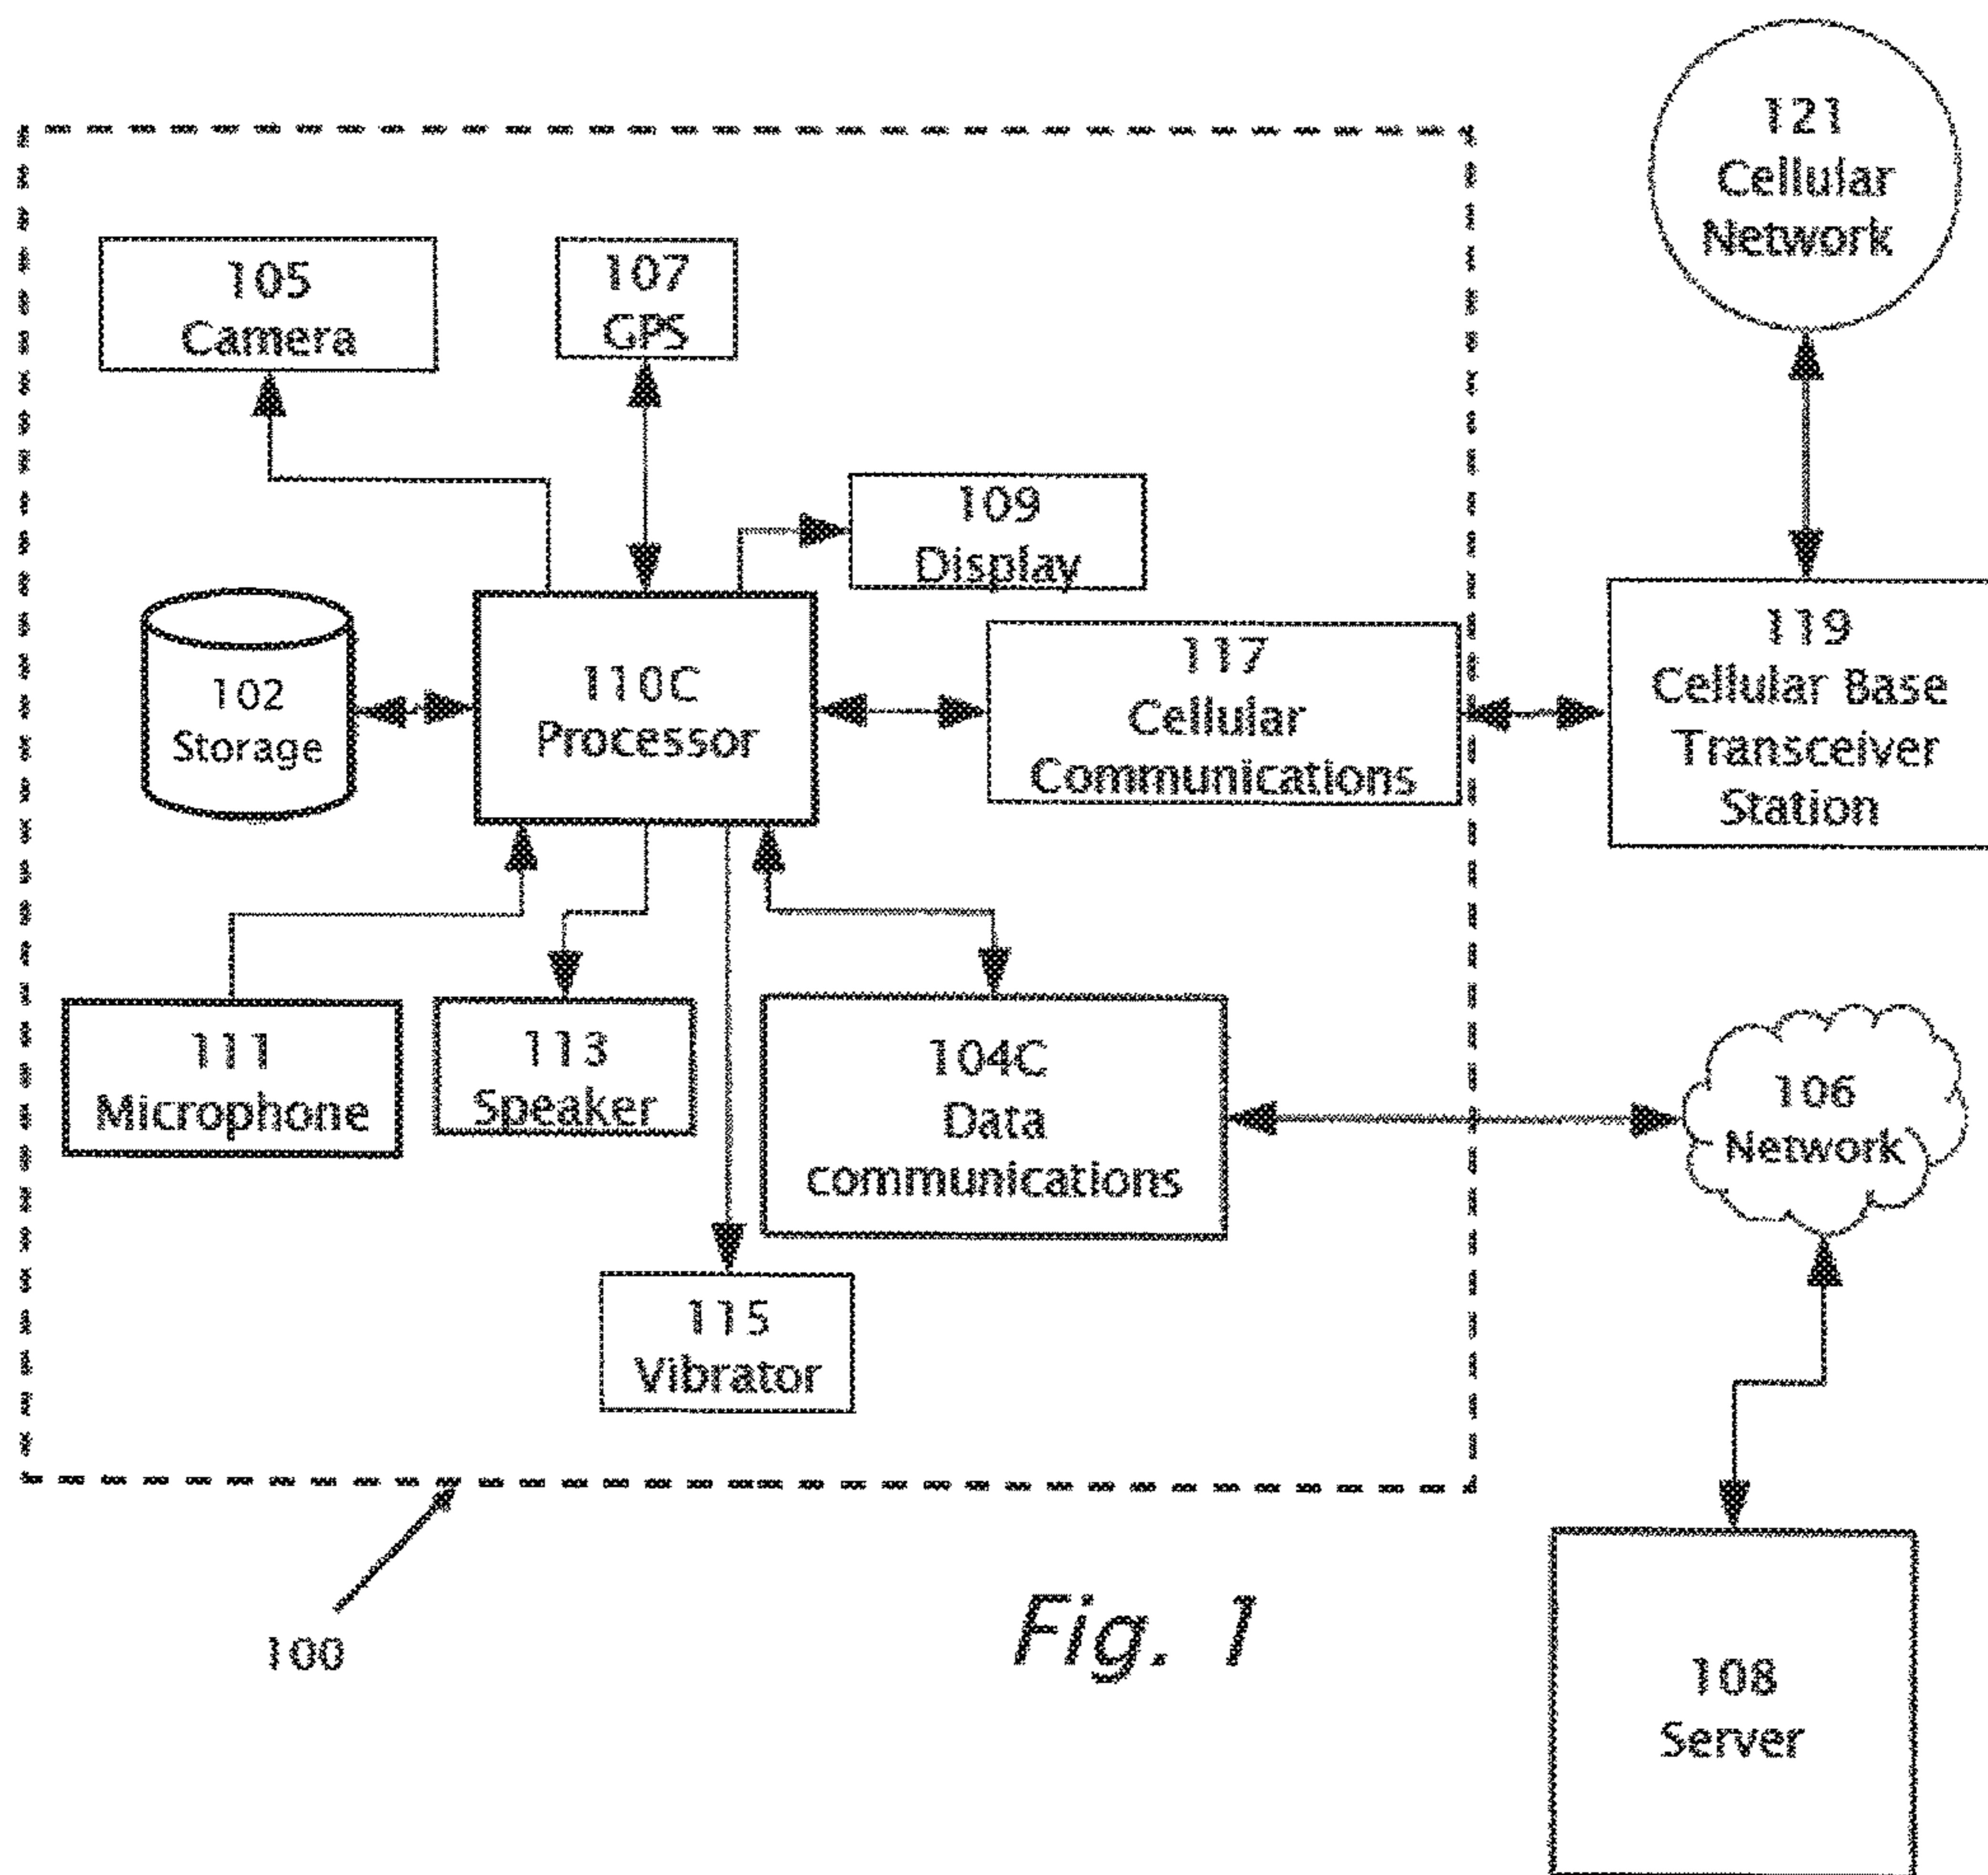 121
Cellular
Network
105
Camera
107
GPS
109
Display
102
Storage
110C
Processor
117
Cellular
Communications
119
Cellular Base
Transceiver
Station
111
Microphone
113
Speaker
104C
Data
communications
106
Network
115
Vibrator
100
Fig. 1
108
Server